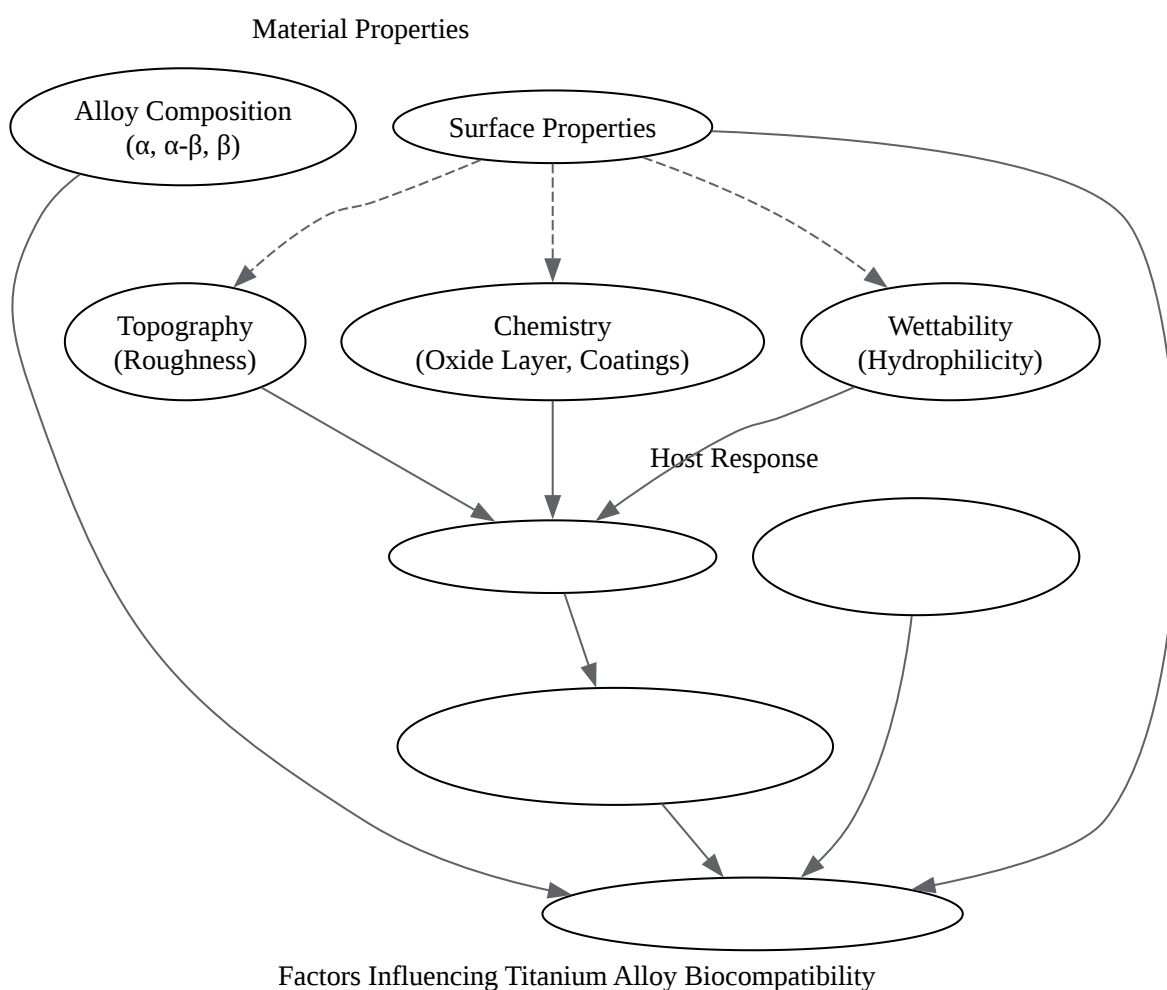 Material Properties
Alloy Composition
(α, α-β, β)
Surface Properties
Topography
(Roughness)
Chemistry
(Oxide Layer, Coatings)
Wettability
(Hydrophilicity)
Host Response
Factors Influencing Titanium Alloy Biocompatibility